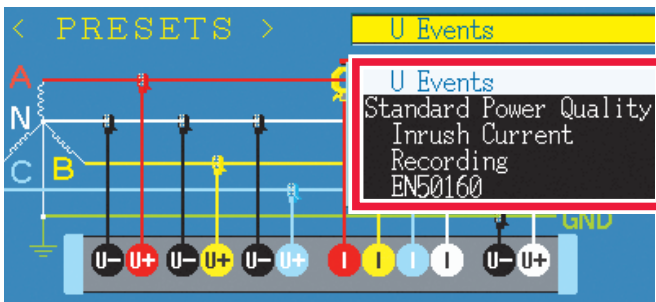 < PRESETS >
U Events
U Events
Standard Power Quality
Inrush Current
Recording
EN50160
A
N
C B
GND
U- U+ U- U+ U- U+ I I I I U- U+